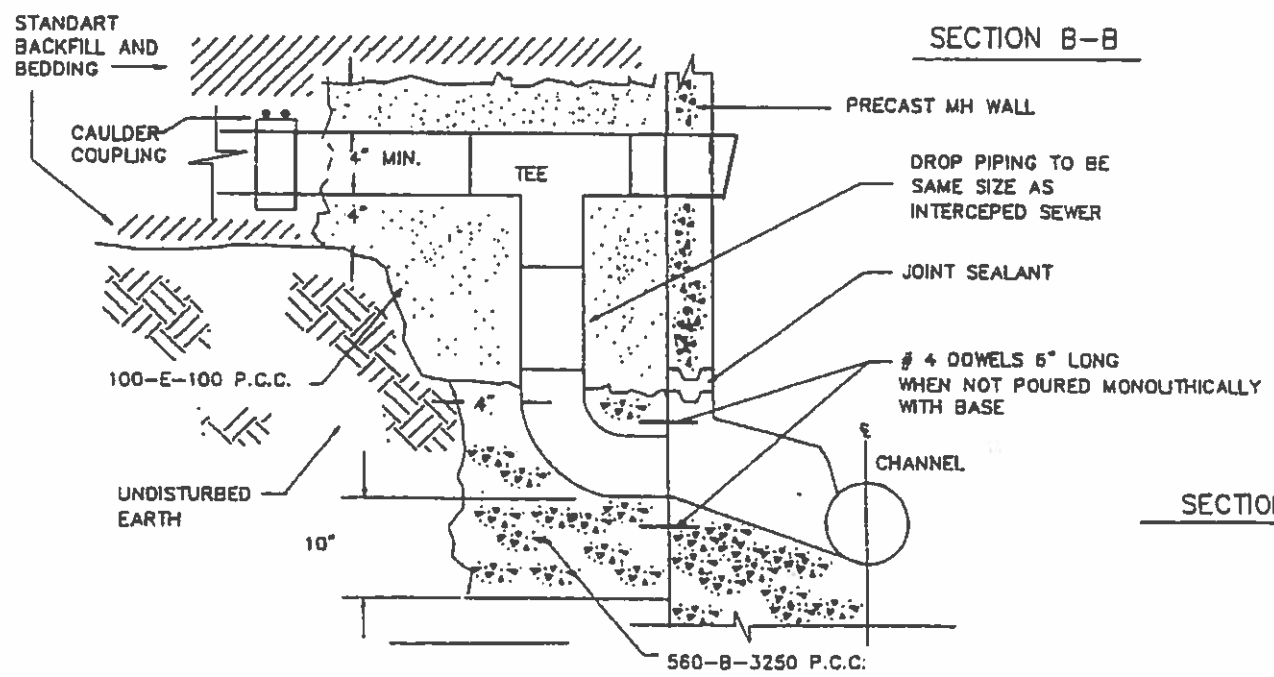 STANDART
BACKFILL AND
BEDDING
SECTION B-B
PRECAST MH WALL
CAULDER
COUPLING
4" MIN.
TEE
DROP PIPING TO BE
SAME SIZE AS
INTERCEPED SEWER
4"
JOINT SEALANT
100-E-100 P.C.C.
# 4 DOWELS 6" LONG
WHEN NOT POURED MONOLITHICALLY
WITH BASE
4"
℄
CHANNEL
UNDISTURBED
EARTH
SECTION
10"
560-B-3250 P.C.C.